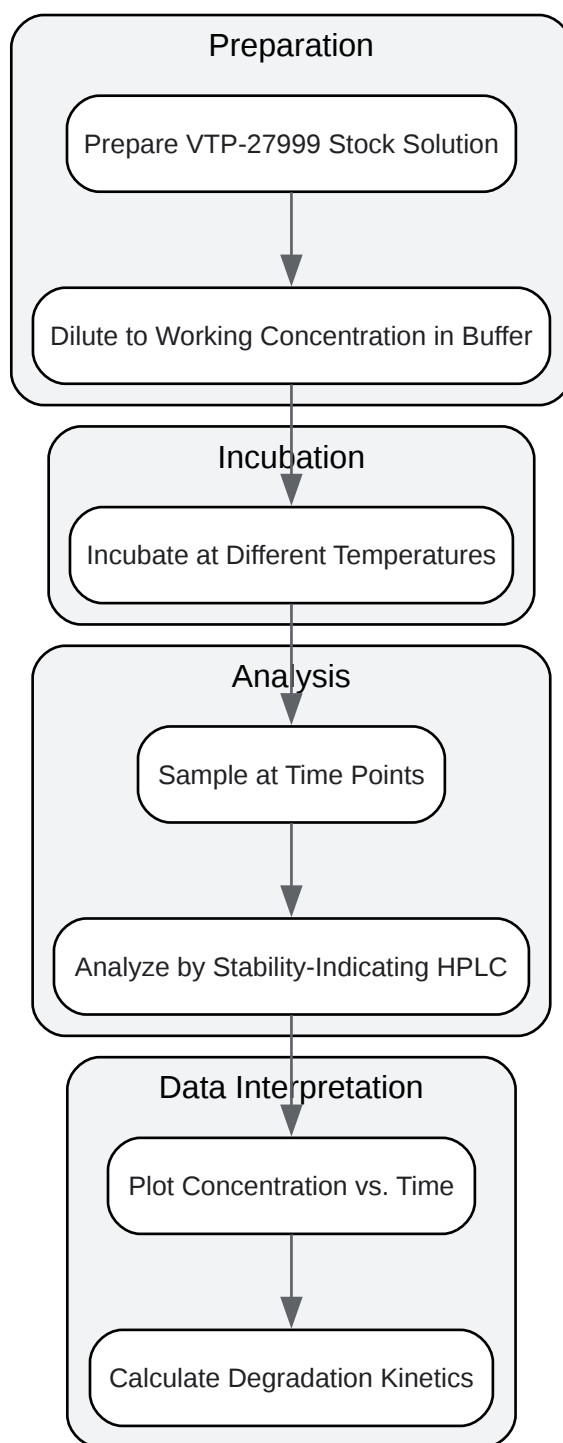 Preparation
Prepare VTP-27999 Stock Solution
Dilute to Working Concentration in Buffer
Incubation
Incubate at Different Temperatures
Analysis
Sample at Time Points
Analyze by Stability-Indicating HPLC
Data Interpretation
Plot Concentration vs. Time
Calculate Degradation Kinetics